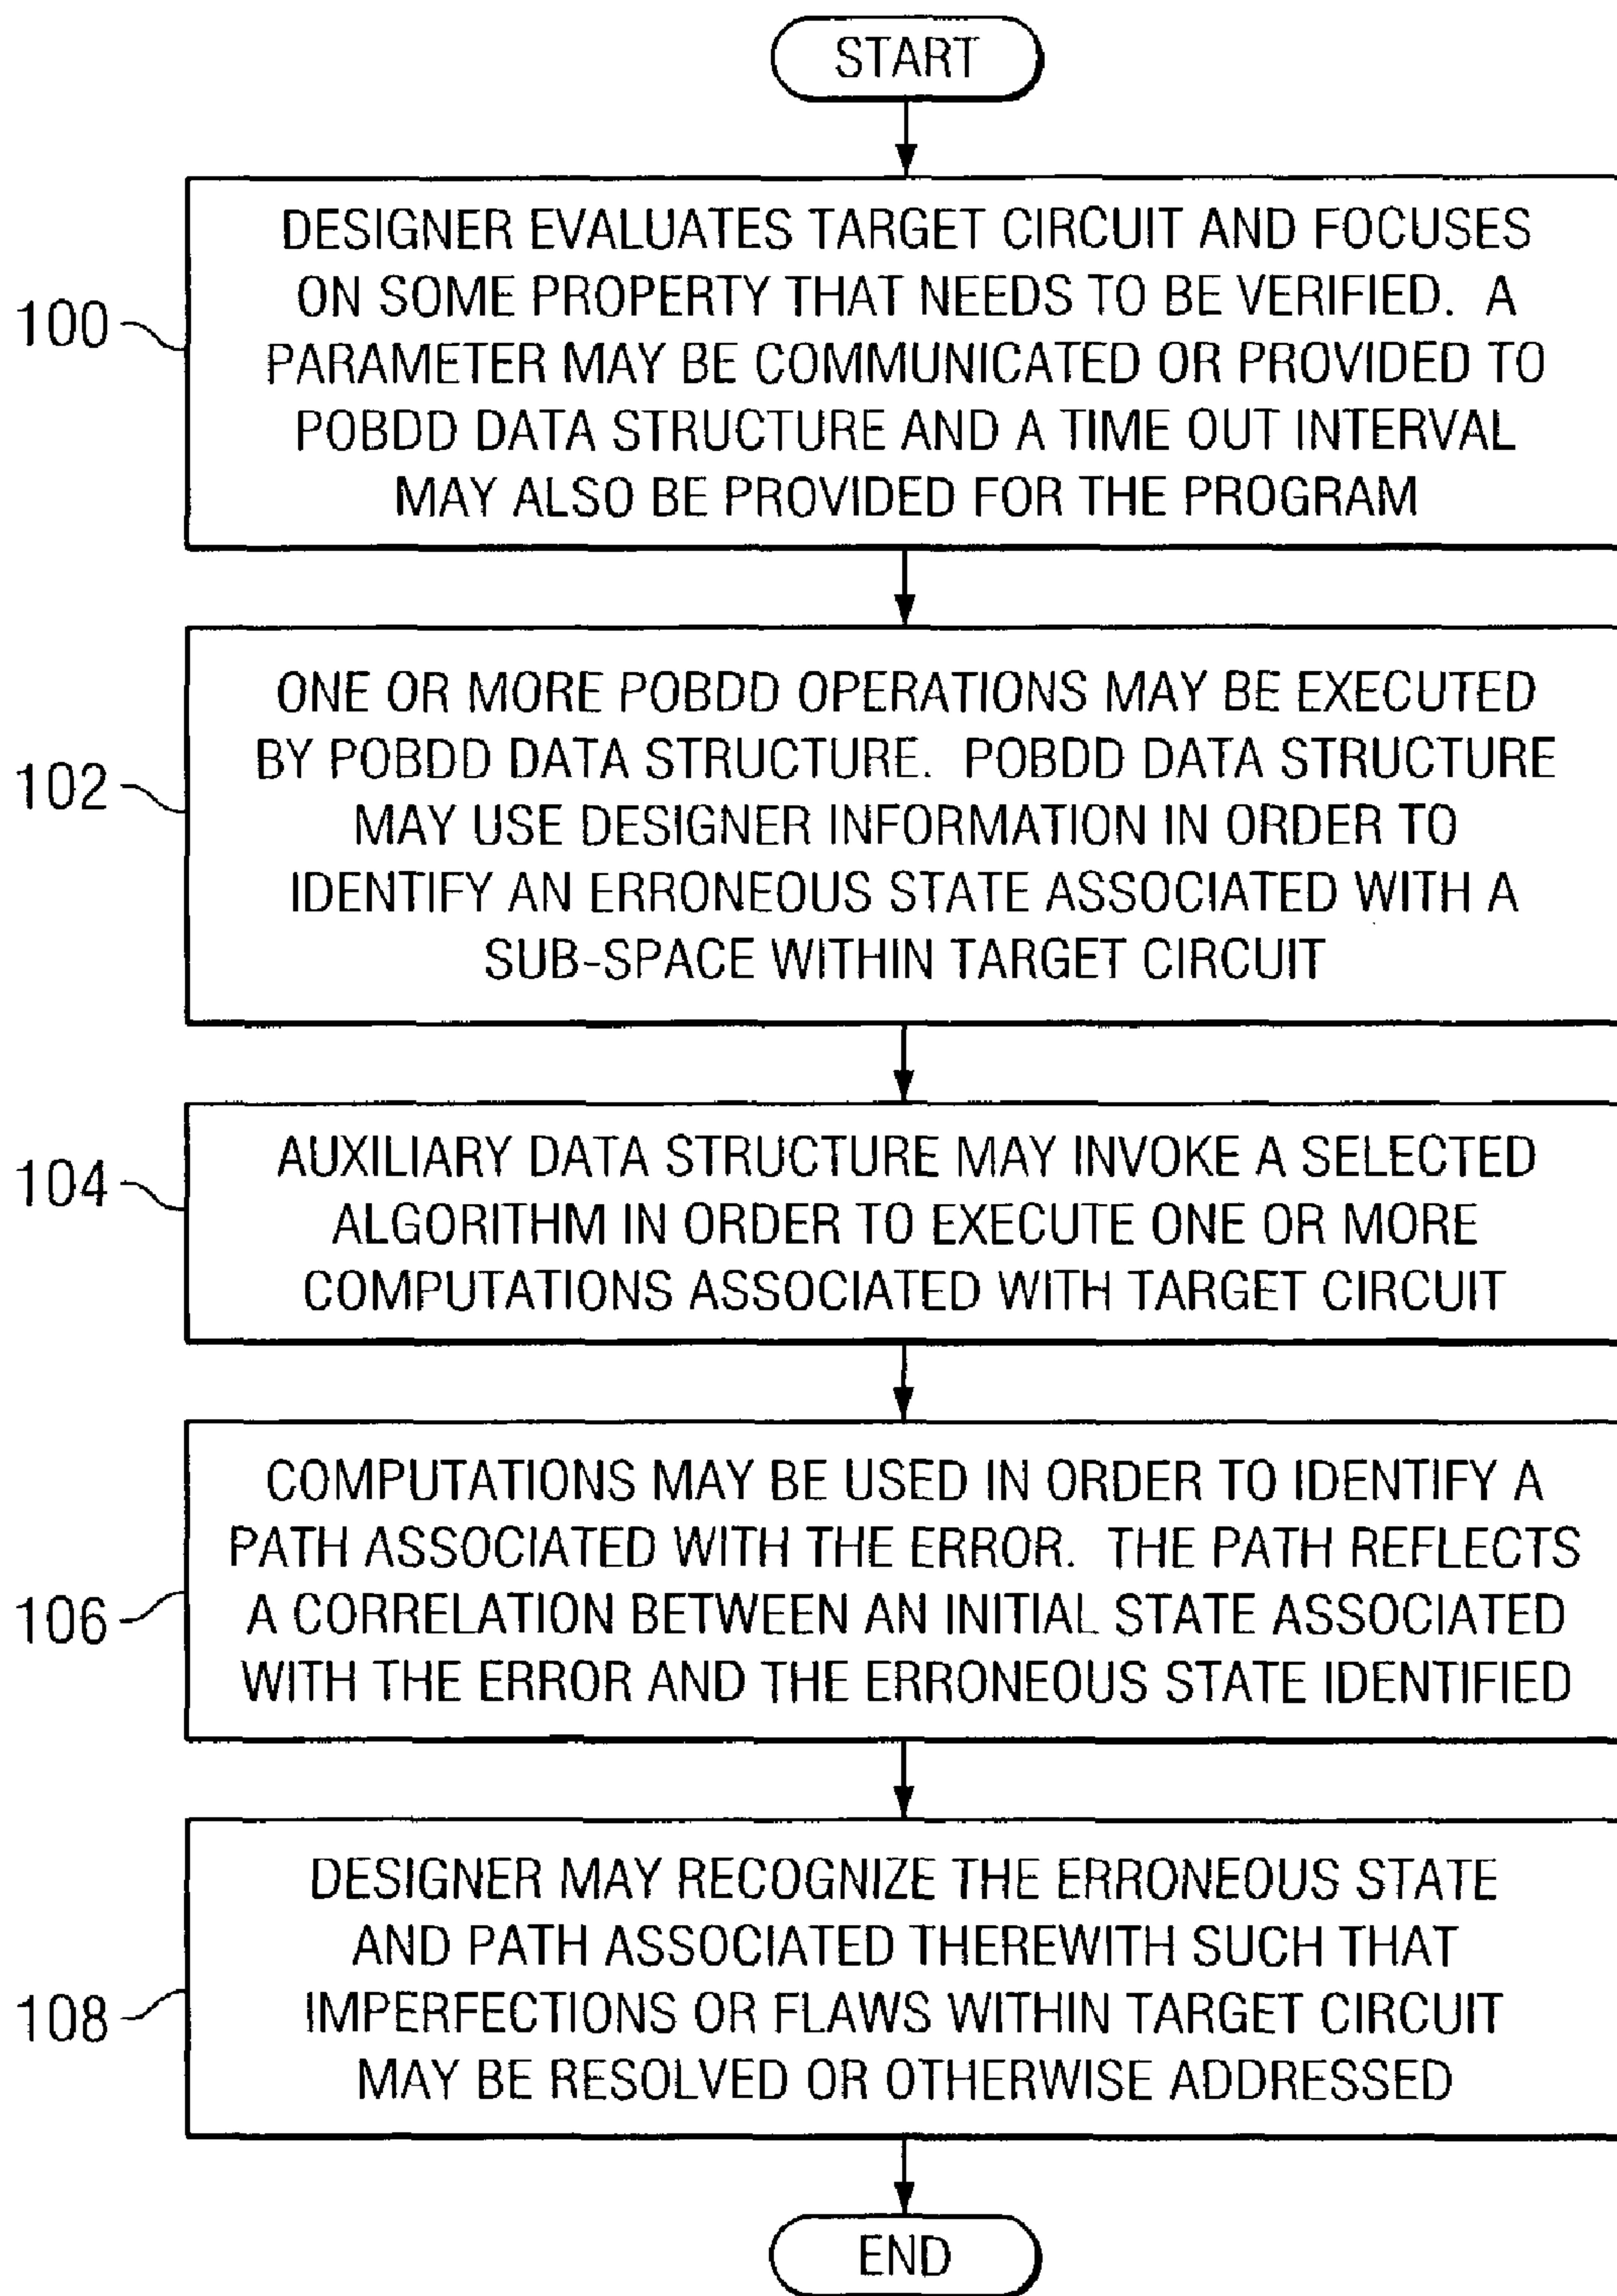 START
100
DESIGNER EVALUATES TARGET CIRCUIT AND FOCUSES
ON SOME PROPERTY THAT NEEDS TO BE VERIFIED. A
PARAMETER MAY BE COMMUNICATED OR PROVIDED TO
POBDD DATA STRUCTURE AND A TIME OUT INTERVAL
MAY ALSO BE PROVIDED FOR THE PROGRAM
102
ONE OR MORE POBDD OPERATIONS MAY BE EXECUTED
BY POBDD DATA STRUCTURE. POBDD DATA STRUCTURE
MAY USE DESIGNER INFORMATION IN ORDER TO
IDENTIFY AN ERRONEOUS STATE ASSOCIATED WITH A
SUB-SPACE WITHIN TARGET CIRCUIT
104
AUXILIARY DATA STRUCTURE MAY INVOKE A SELECTED
ALGORITHM IN ORDER TO EXECUTE ONE OR MORE
COMPUTATIONS ASSOCIATED WITH TARGET CIRCUIT
106
COMPUTATIONS MAY BE USED IN ORDER TO IDENTIFY A
PATH ASSOCIATED WITH THE ERROR. THE PATH REFLECTS
A CORRELATION BETWEEN AN INITIAL STATE ASSOCIATED
WITH THE ERROR AND THE ERRONEOUS STATE IDENTIFIED
108
DESIGNER MAY RECOGNIZE THE ERRONEOUS STATE
AND PATH ASSOCIATED THEREWITH SUCH THAT
IMPERFECTIONS OR FLAWS WITHIN TARGET CIRCUIT
MAY BE RESOLVED OR OTHERWISE ADDRESSED
END